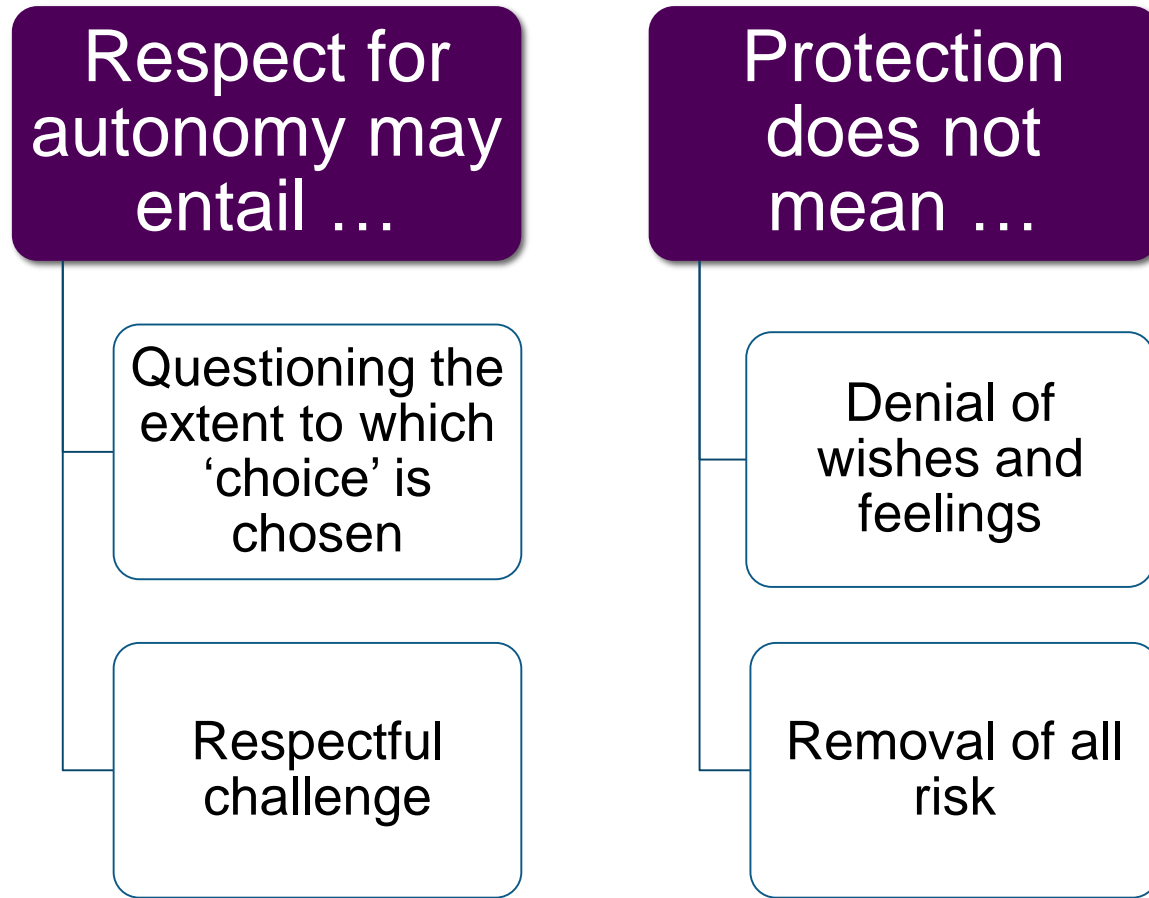 Respect for
autonomy may
entail …
Questioning the
extent to which
‘choice’ is
chosen
Respectful
challenge
Protection
does not
mean …
Denial of
wishes and
feelings
Removal of all
risk